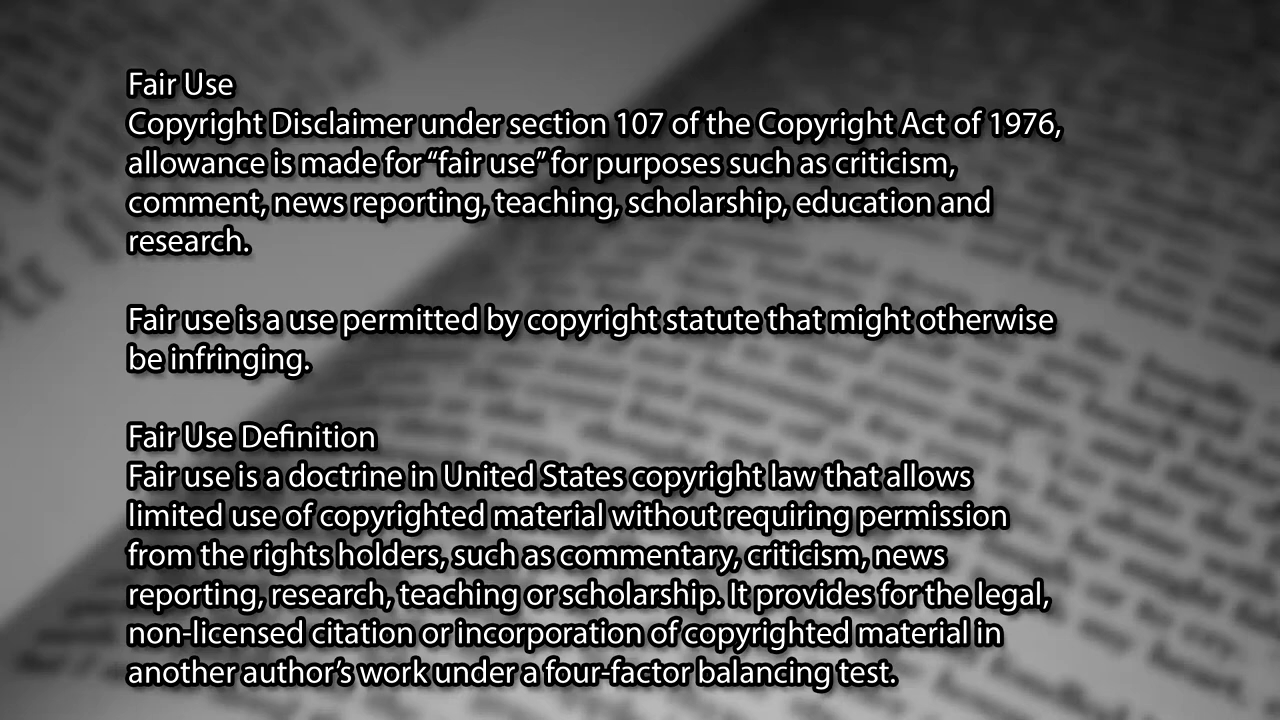 Fair Use
Copyright Disclaimer under section 107 of the Copyright Act of 1976,
allowance is made for “fair use” for purposes such as criticism,
comment, news reporting, teaching, scholarship, education and
research.
Fair use is a use permitted by copyright statute that might otherwise
be infringing.
Fair Use Definition
Fair use is a doctrine in United States copyright law that allows
limited use of copyrighted material without requiring permission
from the rights holders, such as commentary, criticism, news
reporting, research, teaching or scholarship. It provides for the legal,
non-licensed citation or incorporation of copyrighted material in
another author’s work under a four-factor balancing test.